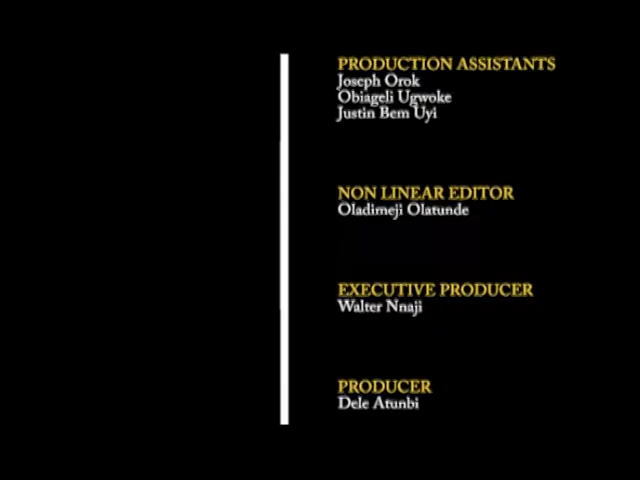 PRODUCTION ASSISTANTS
Joseph Orok
Obiageli Ugwoke
Justin Bem Uyi
NON LINEAR EDITOR
Oladimeji Olatunde
EXECUTIVE PRODUCER
Walter Nnaji
PRODUCER
Dele Atunbi